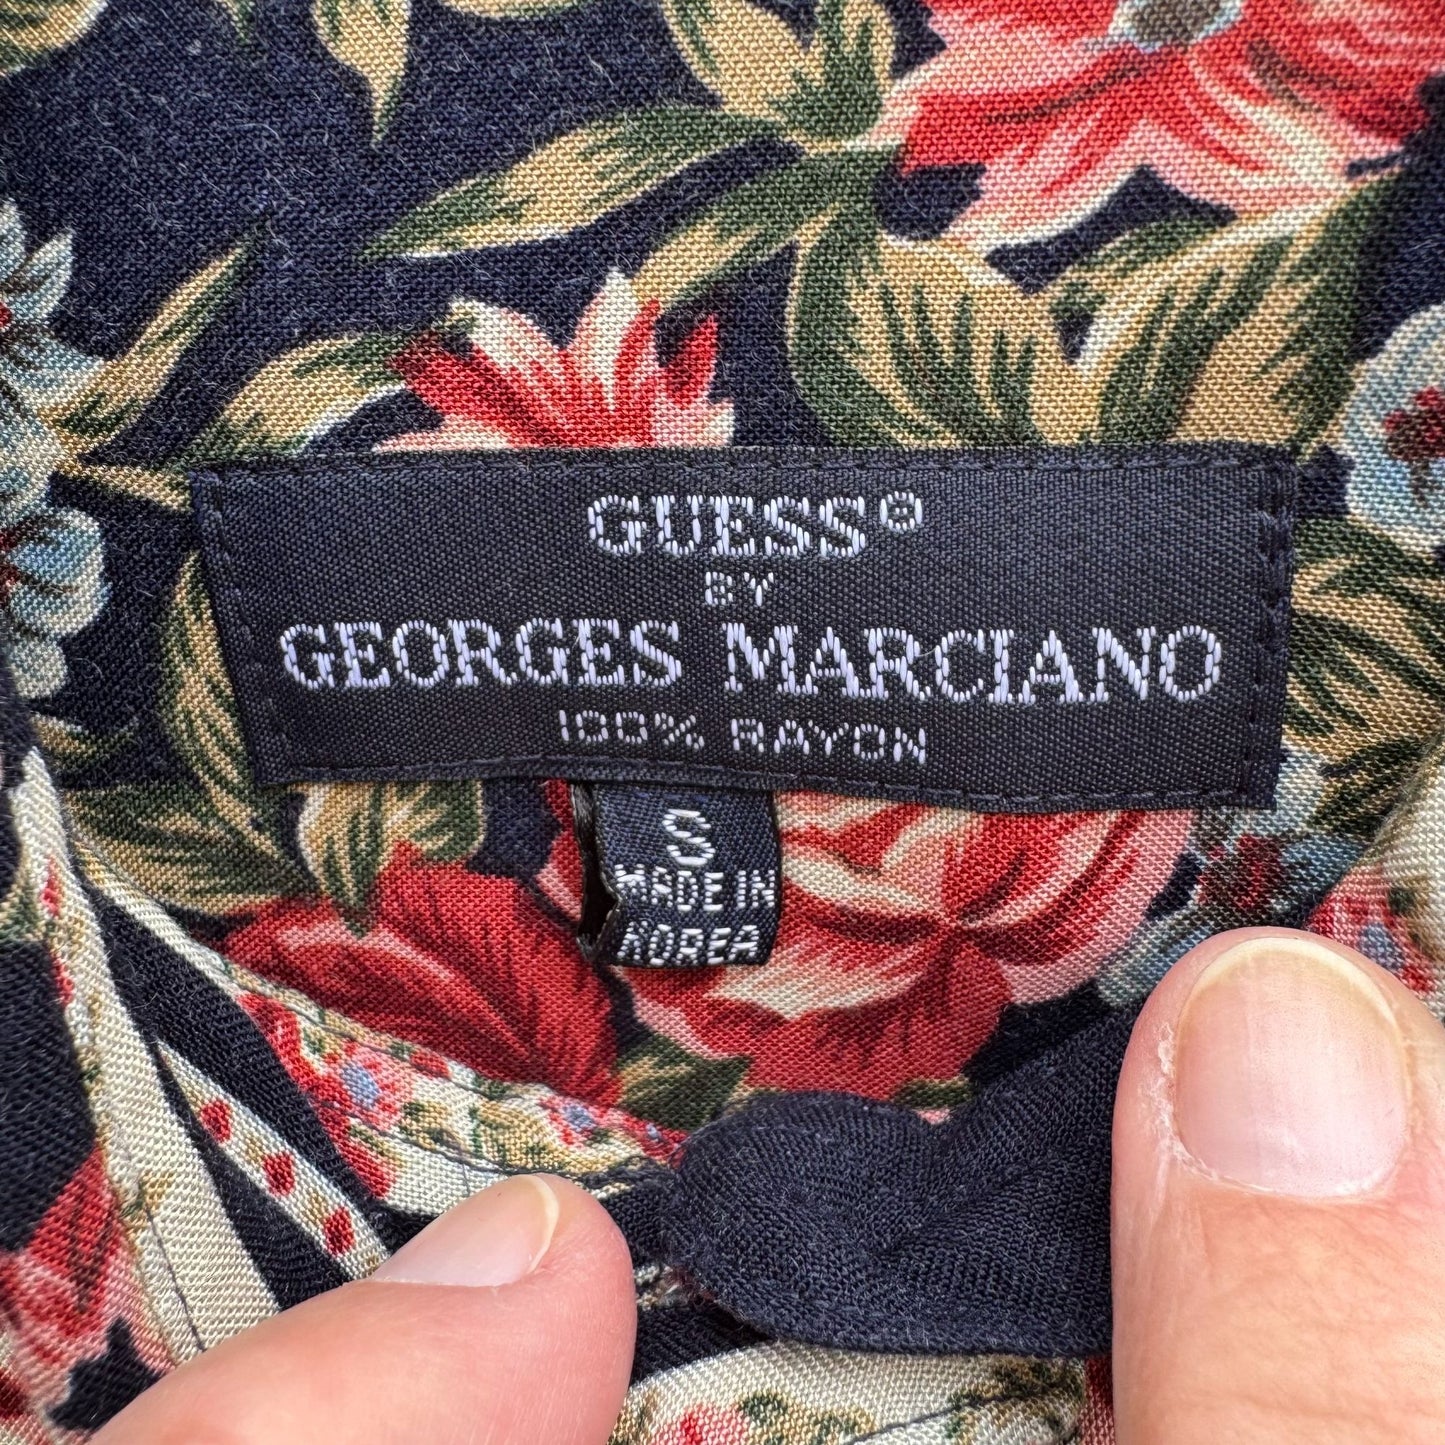 GUESS®
BY
GEORGES MARCIANO
100% RAYON
S
MADE IN
KOREA